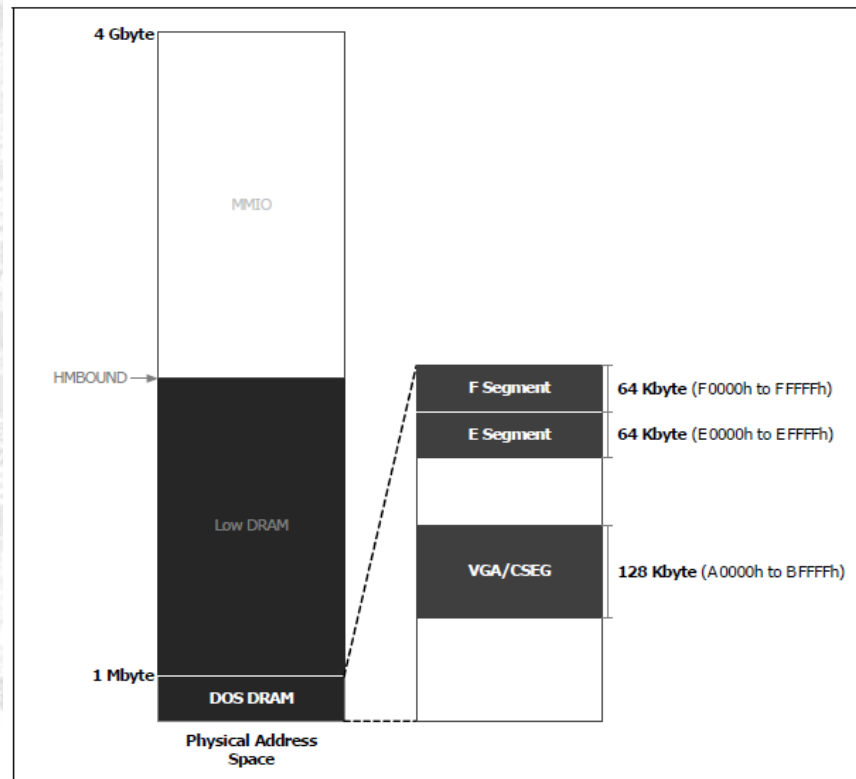 4 Gbyte
MMIO
HMBOUND
F Segment
64 Kbyte (F0000h to FFFFFh)
E Segment
64 Kbyte (E0000h to EFFFFh)
Low DRAM
VGA/CSEG
128 Kbyte (A0000h to BFFFFh)
1 Mbyte
DOS DRAM
Physical Address
Space